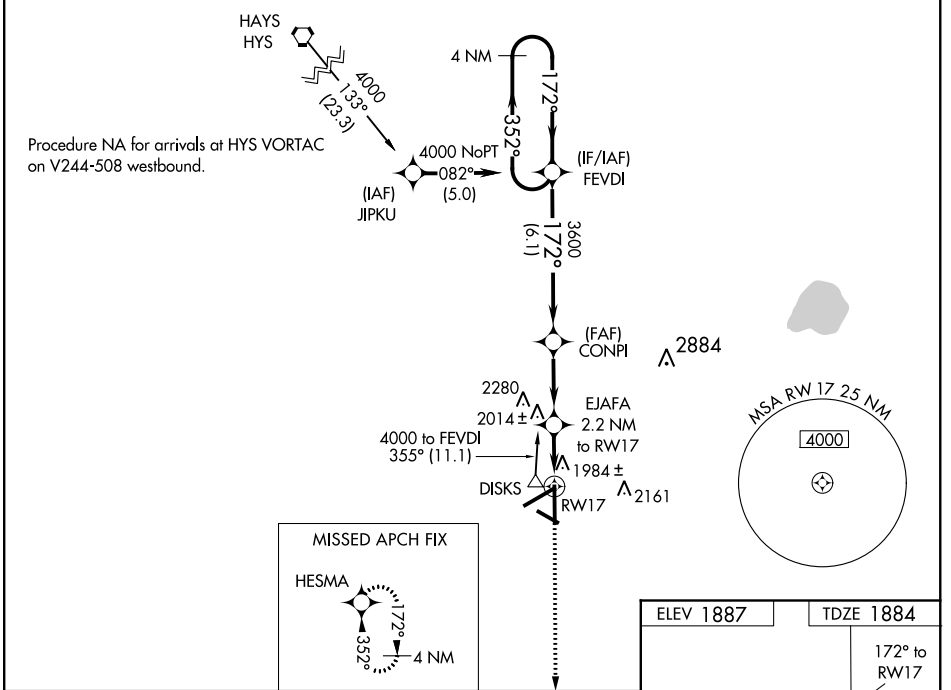 HAYS
HYS
4000
133°
(23.3)
4 NM
172°
352°
Procedure NA for arrivals at HYS VORTAC
on V244-508 westbound.
4000 NoPT
082°
(5.0)
(IAF)
JIPKU
(IF/IAF)
FEVDI
3600
172°
(6.1)
(FAF)
CONPI
2884
2280
2014 ±
EJAFA
2.2 NM
to RW17
4000 to FEVDI
355° (11.1)
1984 ±
DISKS
RW17
2161
MSA RW 17 25 NM
4000
MISSED APCH FIX
HESMA
172°
352°
4 NM
ELEV 1887
TDZE 1884
172° to
RW17